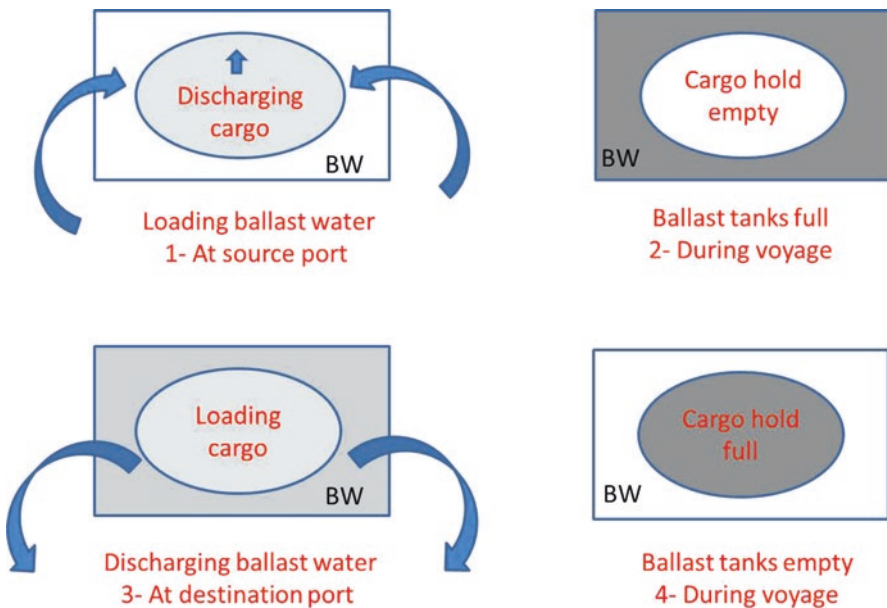 Discharging
cargo
BW
Loading ballast water
1- At source port
Cargo hold
empty
BW
Ballast tanks full
2- During voyage
Loading
cargo
BW
Discharging ballast water
3- At destination port
Cargo hold
full
BW
Ballast tanks empty
4- During voyage